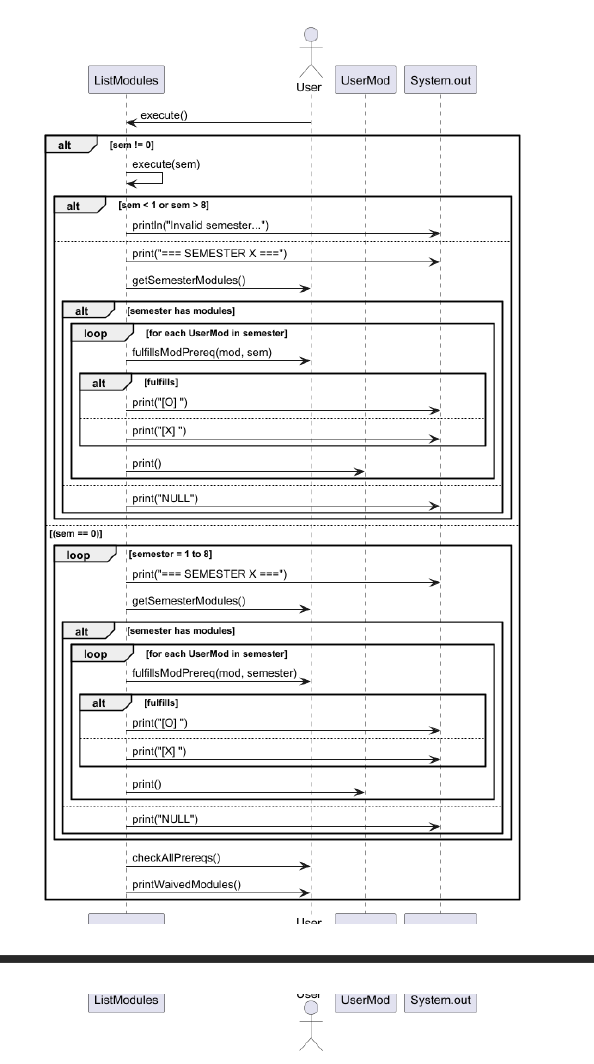 ListModules
User
UserMod
System.out
execute()
alt
[sem != 0]
execute(sem)
alt
[sem < 1 or sem > 8]
println("Invalid semester...")
print("=== SEMESTER X ===")
getSemesterModules()
alt
[semester has modules]
loop
[for each UserMod in semester]
fulfillsModPrereq(mod, sem)
alt
[fulfills]
print("[O] ")
print("[X] ")
print()
print("NULL")
[(sem == 0)]
loop
[semester = 1 to 8]
print("=== SEMESTER X ===")
getSemesterModules()
alt
[semester has modules]
loop
[for each UserMod in semester]
fulfillsModPrereq(mod, semester)
alt
[fulfills]
print("[O] ")
print("[X] ")
print()
print("NULL")
checkAllPrereqs()
printWaivedModules()
User
ListModules
User
UserMod
System.out